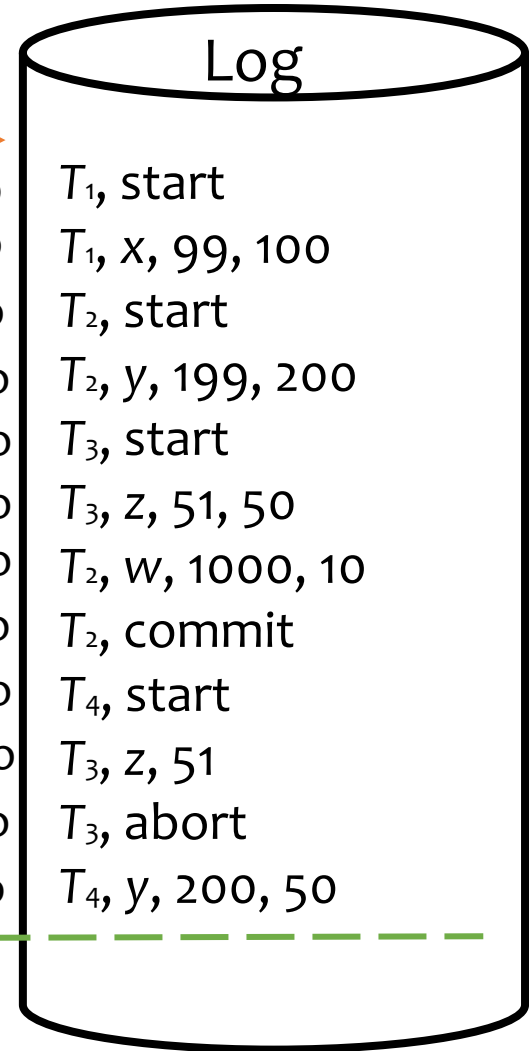 Log
T₁, start
T₁, x, 99, 100
T₂, start
T₂, y, 199, 200
T₃, start
T₃, z, 51, 50
T₂, w, 1000, 10
T₂, commit
T₄, start
T₃, z, 51
T₃, abort
T₄, y, 200, 50